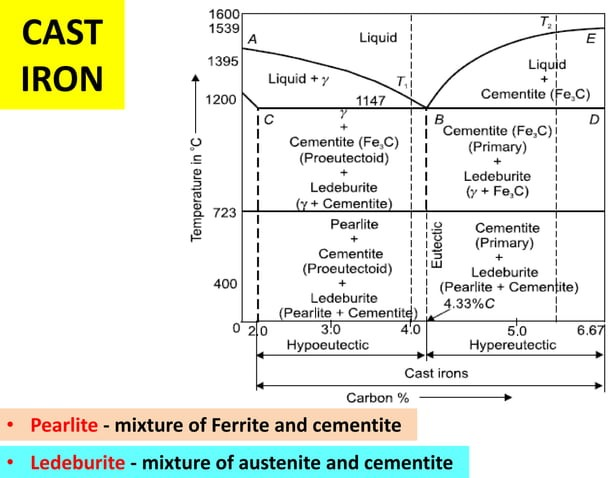 CAST
IRON
1600
1539
1395
1200
723
400
0
Temperature in °C
A
Liquid
T₂
E
Liquid + γ
T₁
Liquid
+
Cementite (Fe₃C)
1147
C
B
D
γ
+
Cementite (Fe₃C)
(Proeutectoid)
+
Ledeburite
(γ + Cementite)
Cementite (Fe₃C)
(Primary)
+
Ledeburite
(γ + Fe₃C)
Pearlite
+
Cementite
(Proeutectoid)
+
Ledeburite
(Pearlite + Cementite)
Eutectic
Cementite
(Primary)
+
Ledeburite
(Pearlite + Cementite)
4.33%C
2.0 3.0 4.0 5.0 6.67
Hypoeutectic Hypereutectic
Cast irons
Carbon %
• Pearlite - mixture of Ferrite and cementite
• Ledeburite - mixture of austenite and cementite